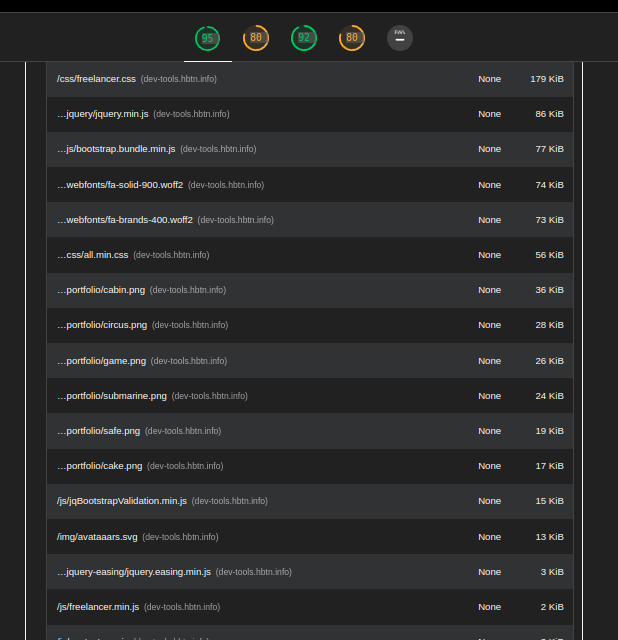 95 80 92 80 PWA
/css/freelancer.css (dev-tools.hbtn.info) None 179 KiB
…jquery/jquery.min.js (dev-tools.hbtn.info) None 86 KiB
…js/bootstrap.bundle.min.js (dev-tools.hbtn.info) None 77 KiB
…webfonts/fa-solid-900.woff2 (dev-tools.hbtn.info) None 74 KiB
…webfonts/fa-brands-400.woff2 (dev-tools.hbtn.info) None 73 KiB
…css/all.min.css (dev-tools.hbtn.info) None 56 KiB
…portfolio/cabin.png (dev-tools.hbtn.info) None 36 KiB
…portfolio/circus.png (dev-tools.hbtn.info) None 28 KiB
…portfolio/game.png (dev-tools.hbtn.info) None 26 KiB
…portfolio/submarine.png (dev-tools.hbtn.info) None 24 KiB
…portfolio/safe.png (dev-tools.hbtn.info) None 19 KiB
…portfolio/cake.png (dev-tools.hbtn.info) None 17 KiB
/js/jqBootstrapValidation.min.js (dev-tools.hbtn.info) None 15 KiB
/img/avataaars.svg (dev-tools.hbtn.info) None 13 KiB
…jquery-easing/jquery.easing.min.js (dev-tools.hbtn.info) None 3 KiB
/js/freelancer.min.js (dev-tools.hbtn.info) None 2 KiB